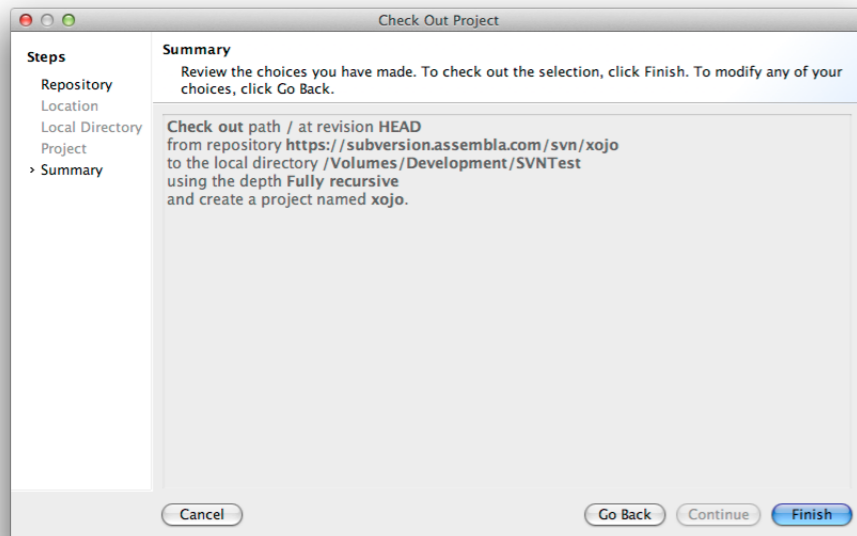 Check Out Project
Steps
Repository
Location
Local Directory
Project
› Summary
Summary
Review the choices you have made. To check out the selection, click Finish. To modify any of your
choices, click Go Back.
Check out path / at revision HEAD
from repository https://subversion.assembla.com/svn/xojo
to the local directory /Volumes/Development/SVNTest
using the depth Fully recursive
and create a project named xojo.
Cancel
Go Back
Continue
Finish